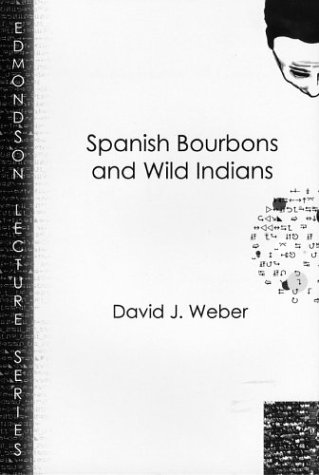 EDMONDSON LECTURE SERIES
Spanish Bourbons
and Wild Indians
David J. Weber